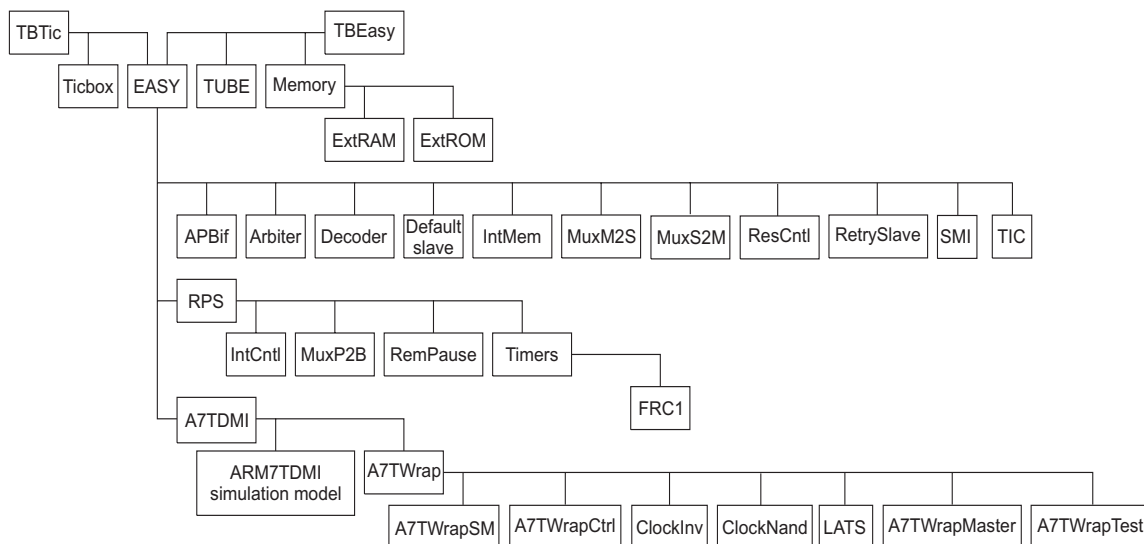 TBTic
TBEasy
Ticbox
EASY
TUBE
Memory
ExtRAM
ExtROM
APBif
Arbiter
Decoder
Default
slave
IntMem
MuxM2S
MuxS2M
ResCntl
RetrySlave
SMI
TIC
RPS
IntCntl
MuxP2B
RemPause
Timers
FRC1
A7TDMI
ARM7TDMI
simulation model
A7TWrap
A7TWrapSM
A7TWrapCtrl
ClockInv
ClockNand
LATS
A7TWrapMaster
A7TWrapTest